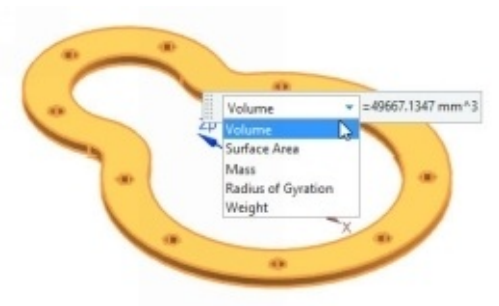 Volume =49667.1347 mm^3
Zp
Volume
Surface Area
Mass
Radius of Gyration
Weight
X